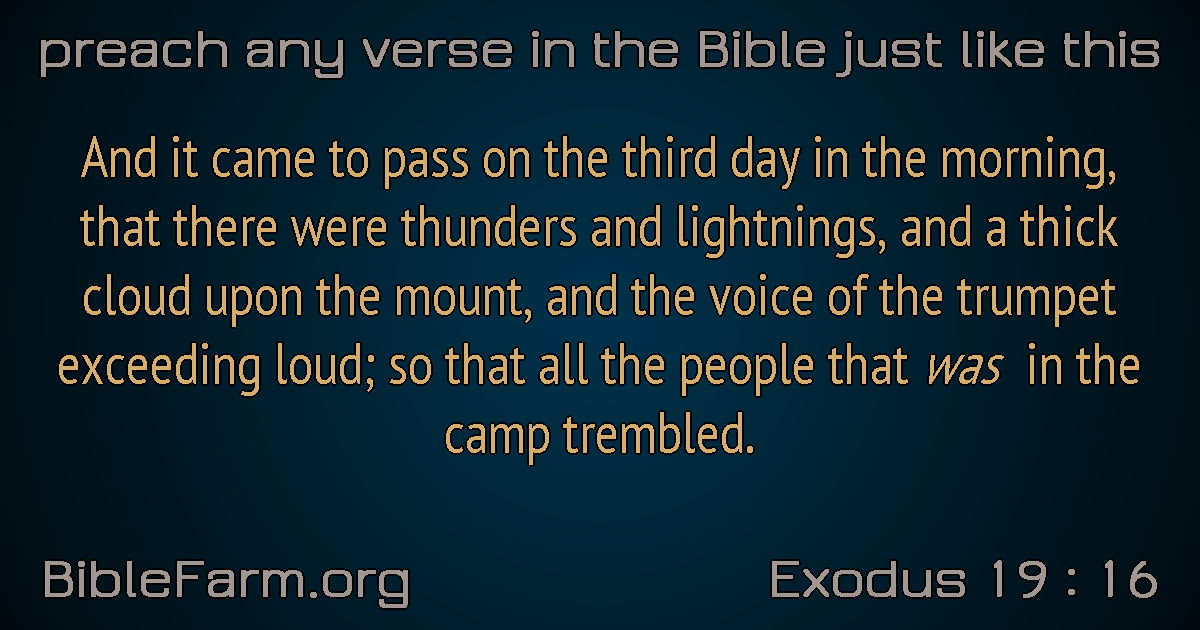 preach any verse in the Bible just like this
And it came to pass on the third day in the morning,
that there were thunders and lightnings, and a thick
cloud upon the mount, and the voice of the trumpet
exceeding loud; so that all the people that was in the
camp trembled.
BibleFarm.org
Exodus 19 : 16